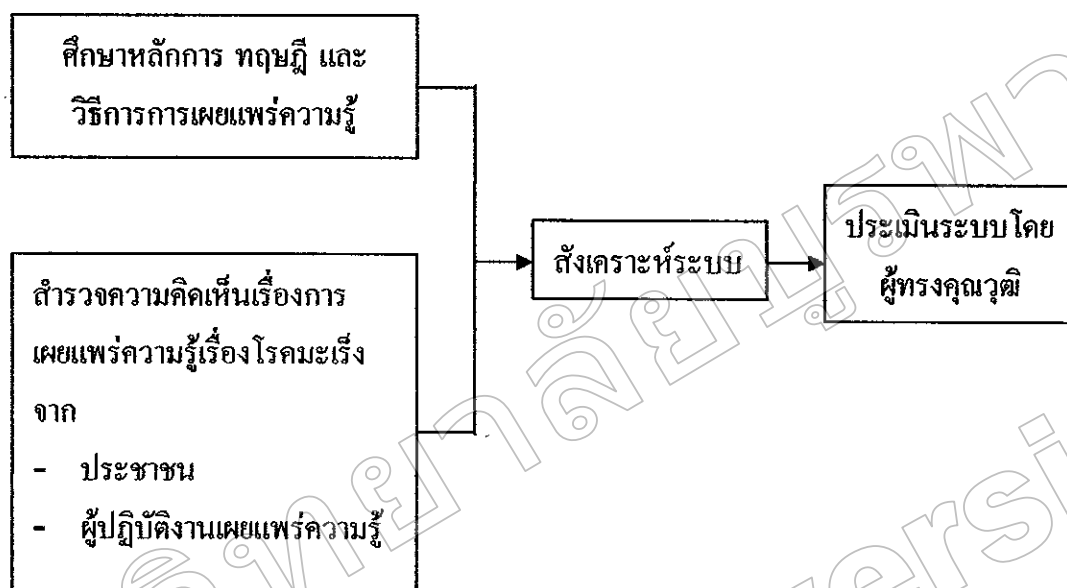 ศึกษาหลักการ ทฤษฎี และ
วิธีการการเผยแพร่ความรู้
สำรวจความคิดเห็นเรื่องการ
เผยแพร่ความรู้เรื่องโรคมะเร็ง
จาก
- ประชาชน
- ผู้ปฏิบัติงานเผยแพร่ความรู้
สังเคราะห์ระบบ
ประเมินระบบโดย
ผู้ทรงคุณวุฒิ